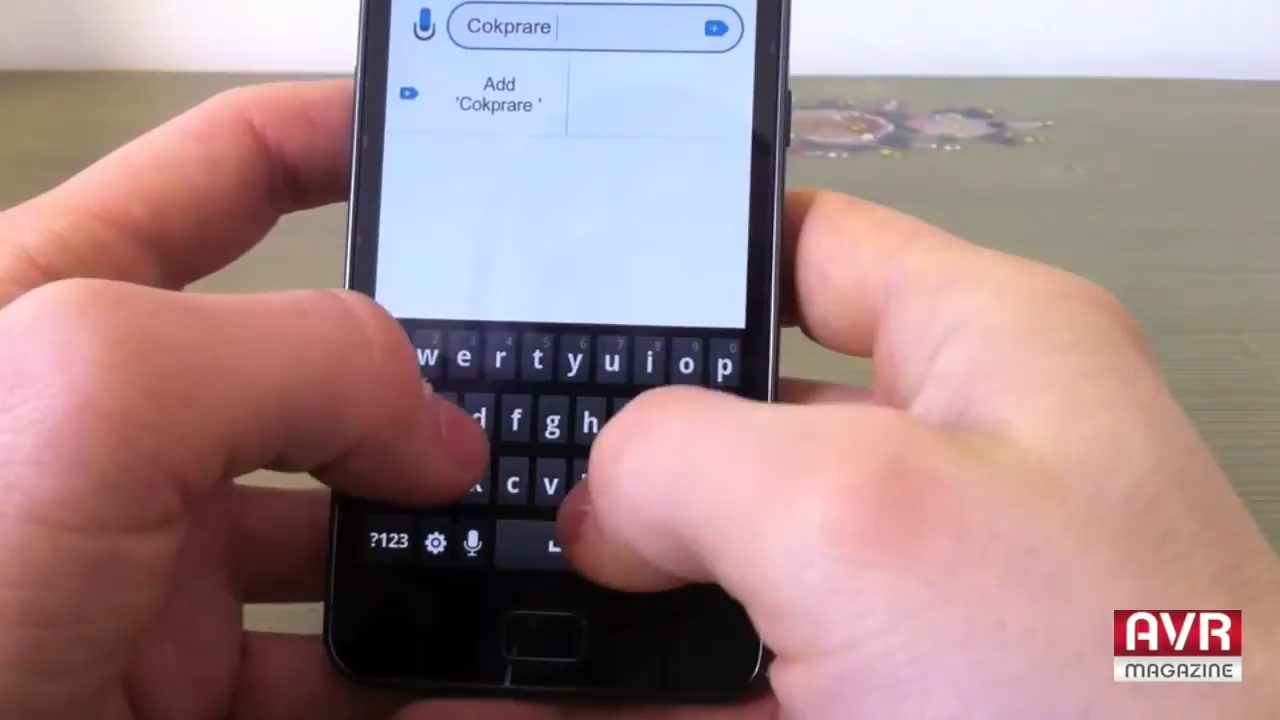 Cokprare
Add
'Cokprare '
w e r t y u i o p
d f g h
c v
?123
AVR
MAGAZINE